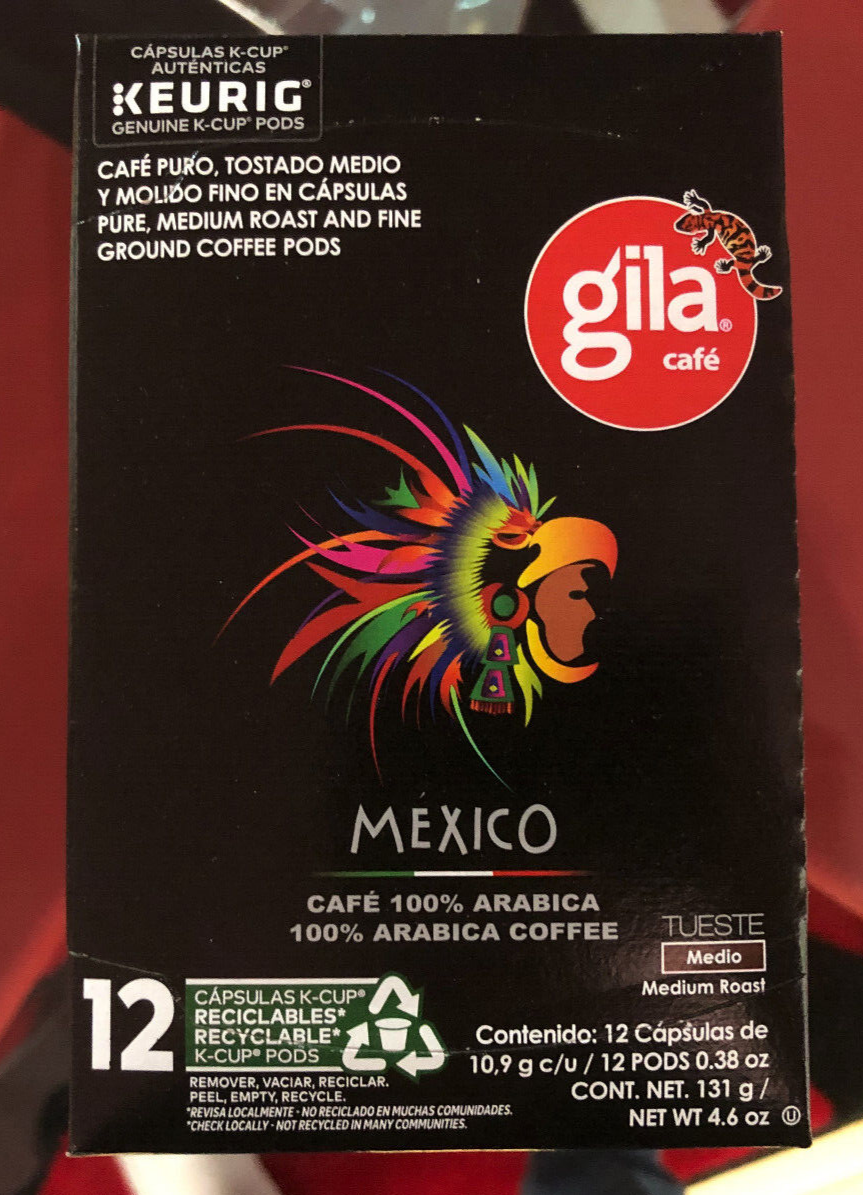 CÁPSULAS K-CUP®
AUTÉNTICAS
KEURIG®
GENUINE K-CUP® PODS
CAFÉ PURO, TOSTADO MEDIO
Y MOLIDO FINO EN CÁPSULAS
PURE, MEDIUM ROAST AND FINE
GROUND COFFEE PODS
gila®
café
MÉXICO
CAFÉ 100% ARABICA
100% ARABICA COFFEE
TUESTE
Medio
Medium Roast
12
CÁPSULAS K-CUP®
RECICLABLES*
RECYCLABLE*
K-CUP® PODS
REMOVER, VACIAR, RECICLAR.
PEEL, EMPTY, RECYCLE.
*REVISA LOCALMENTE - NO RECICLADO EN MUCHAS COMUNIDADES.
*CHECK LOCALLY - NOT RECYCLED IN MANY COMMUNITIES.
Contenido: 12 Cápsulas de
10,9 g c/u / 12 PODS 0.38 oz
CONT. NET. 131 g /
NET WT 4.6 oz Ⓤ